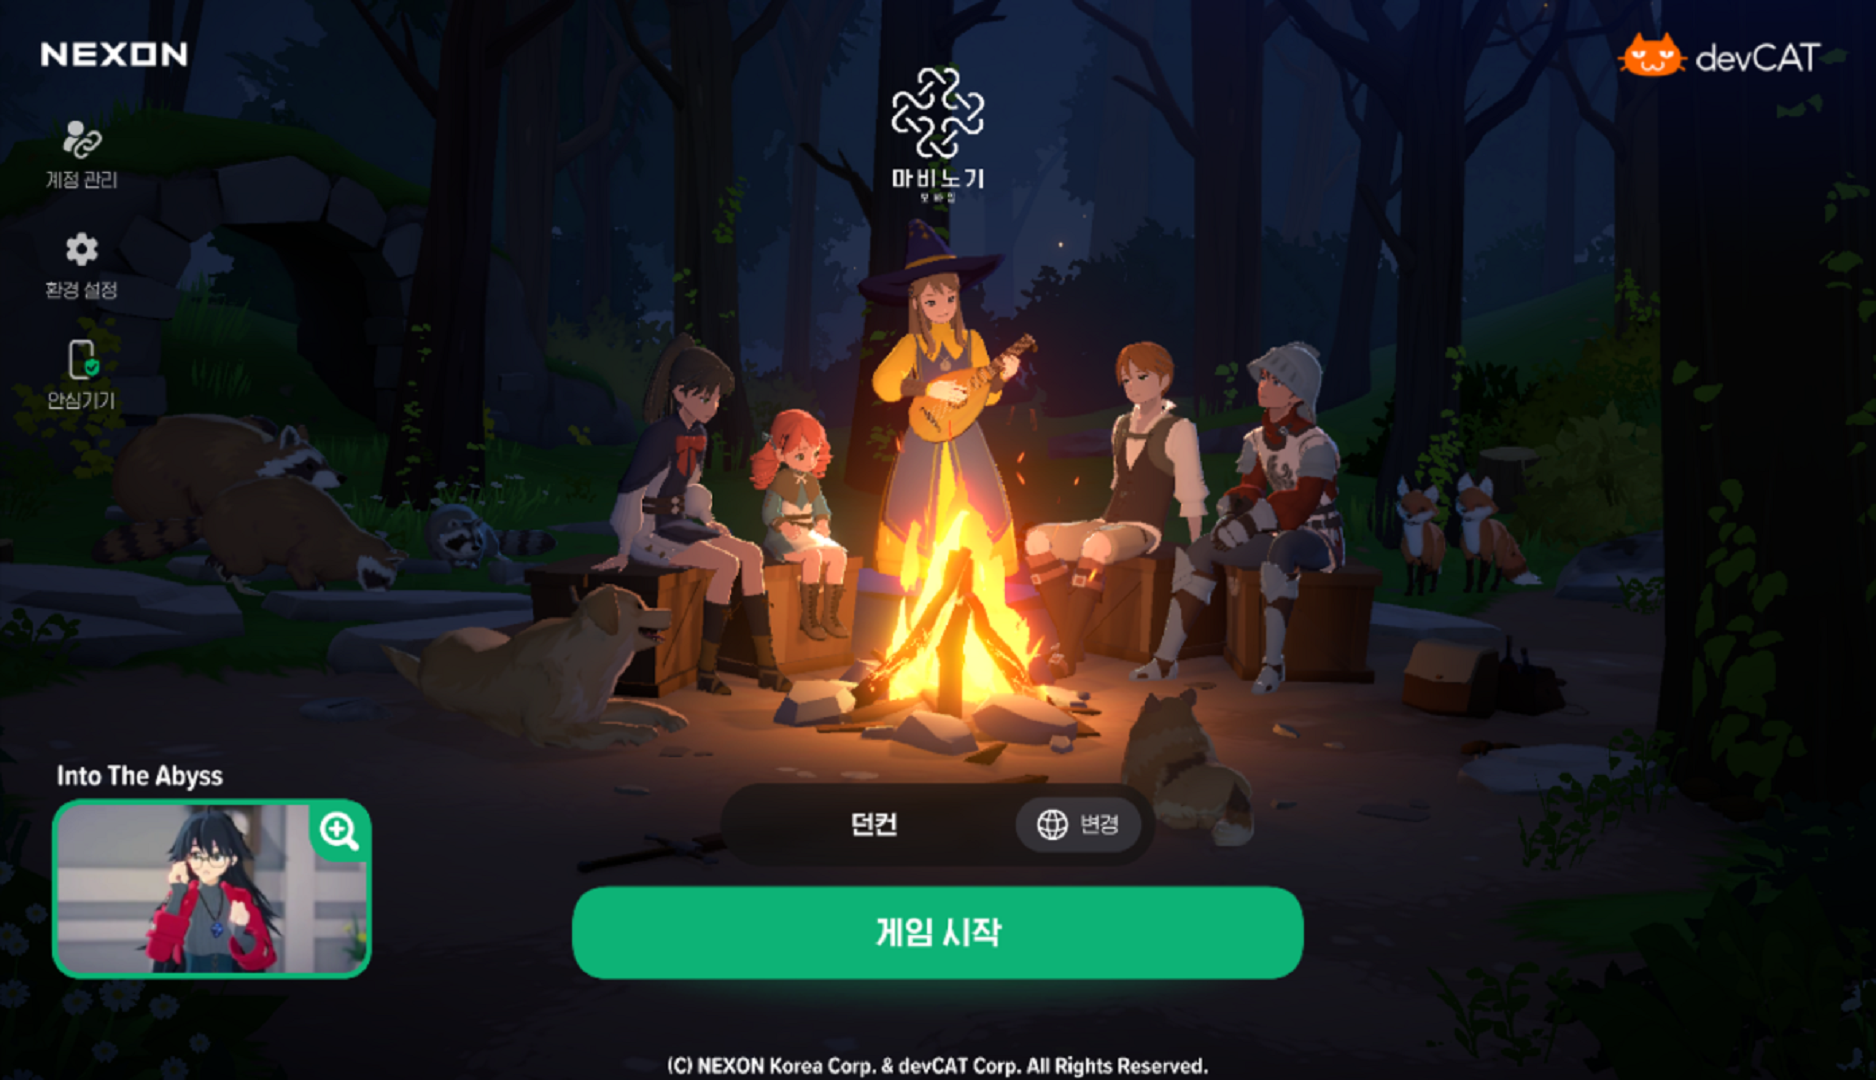 NEXON
devCAT
마비노기
모바일
계정 관리
환경 설정
안심기기
Into The Abyss
던컨
변경
게임 시작
(C) NEXON Korea Corp. & devCAT Corp. All Rights Reserved.